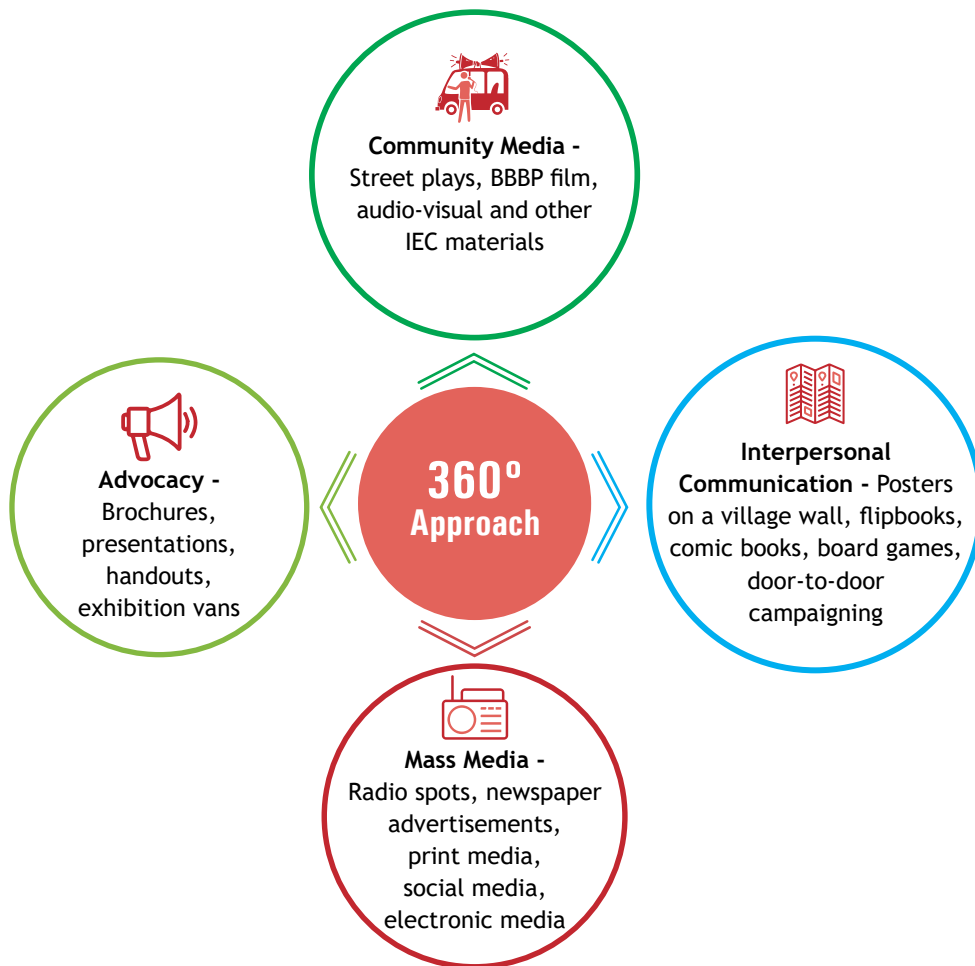 Community Media -
Street plays, BBBP film,
audio-visual and other
IEC materials
Advocacy -
Brochures,
presentations,
handouts,
exhibition vans
360º
Approach
Interpersonal
Communication - Posters
on a village wall, flipbooks,
comic books, board games,
door-to-door
campaigning
Mass Media -
Radio spots, newspaper
advertisements,
print media,
social media,
electronic media